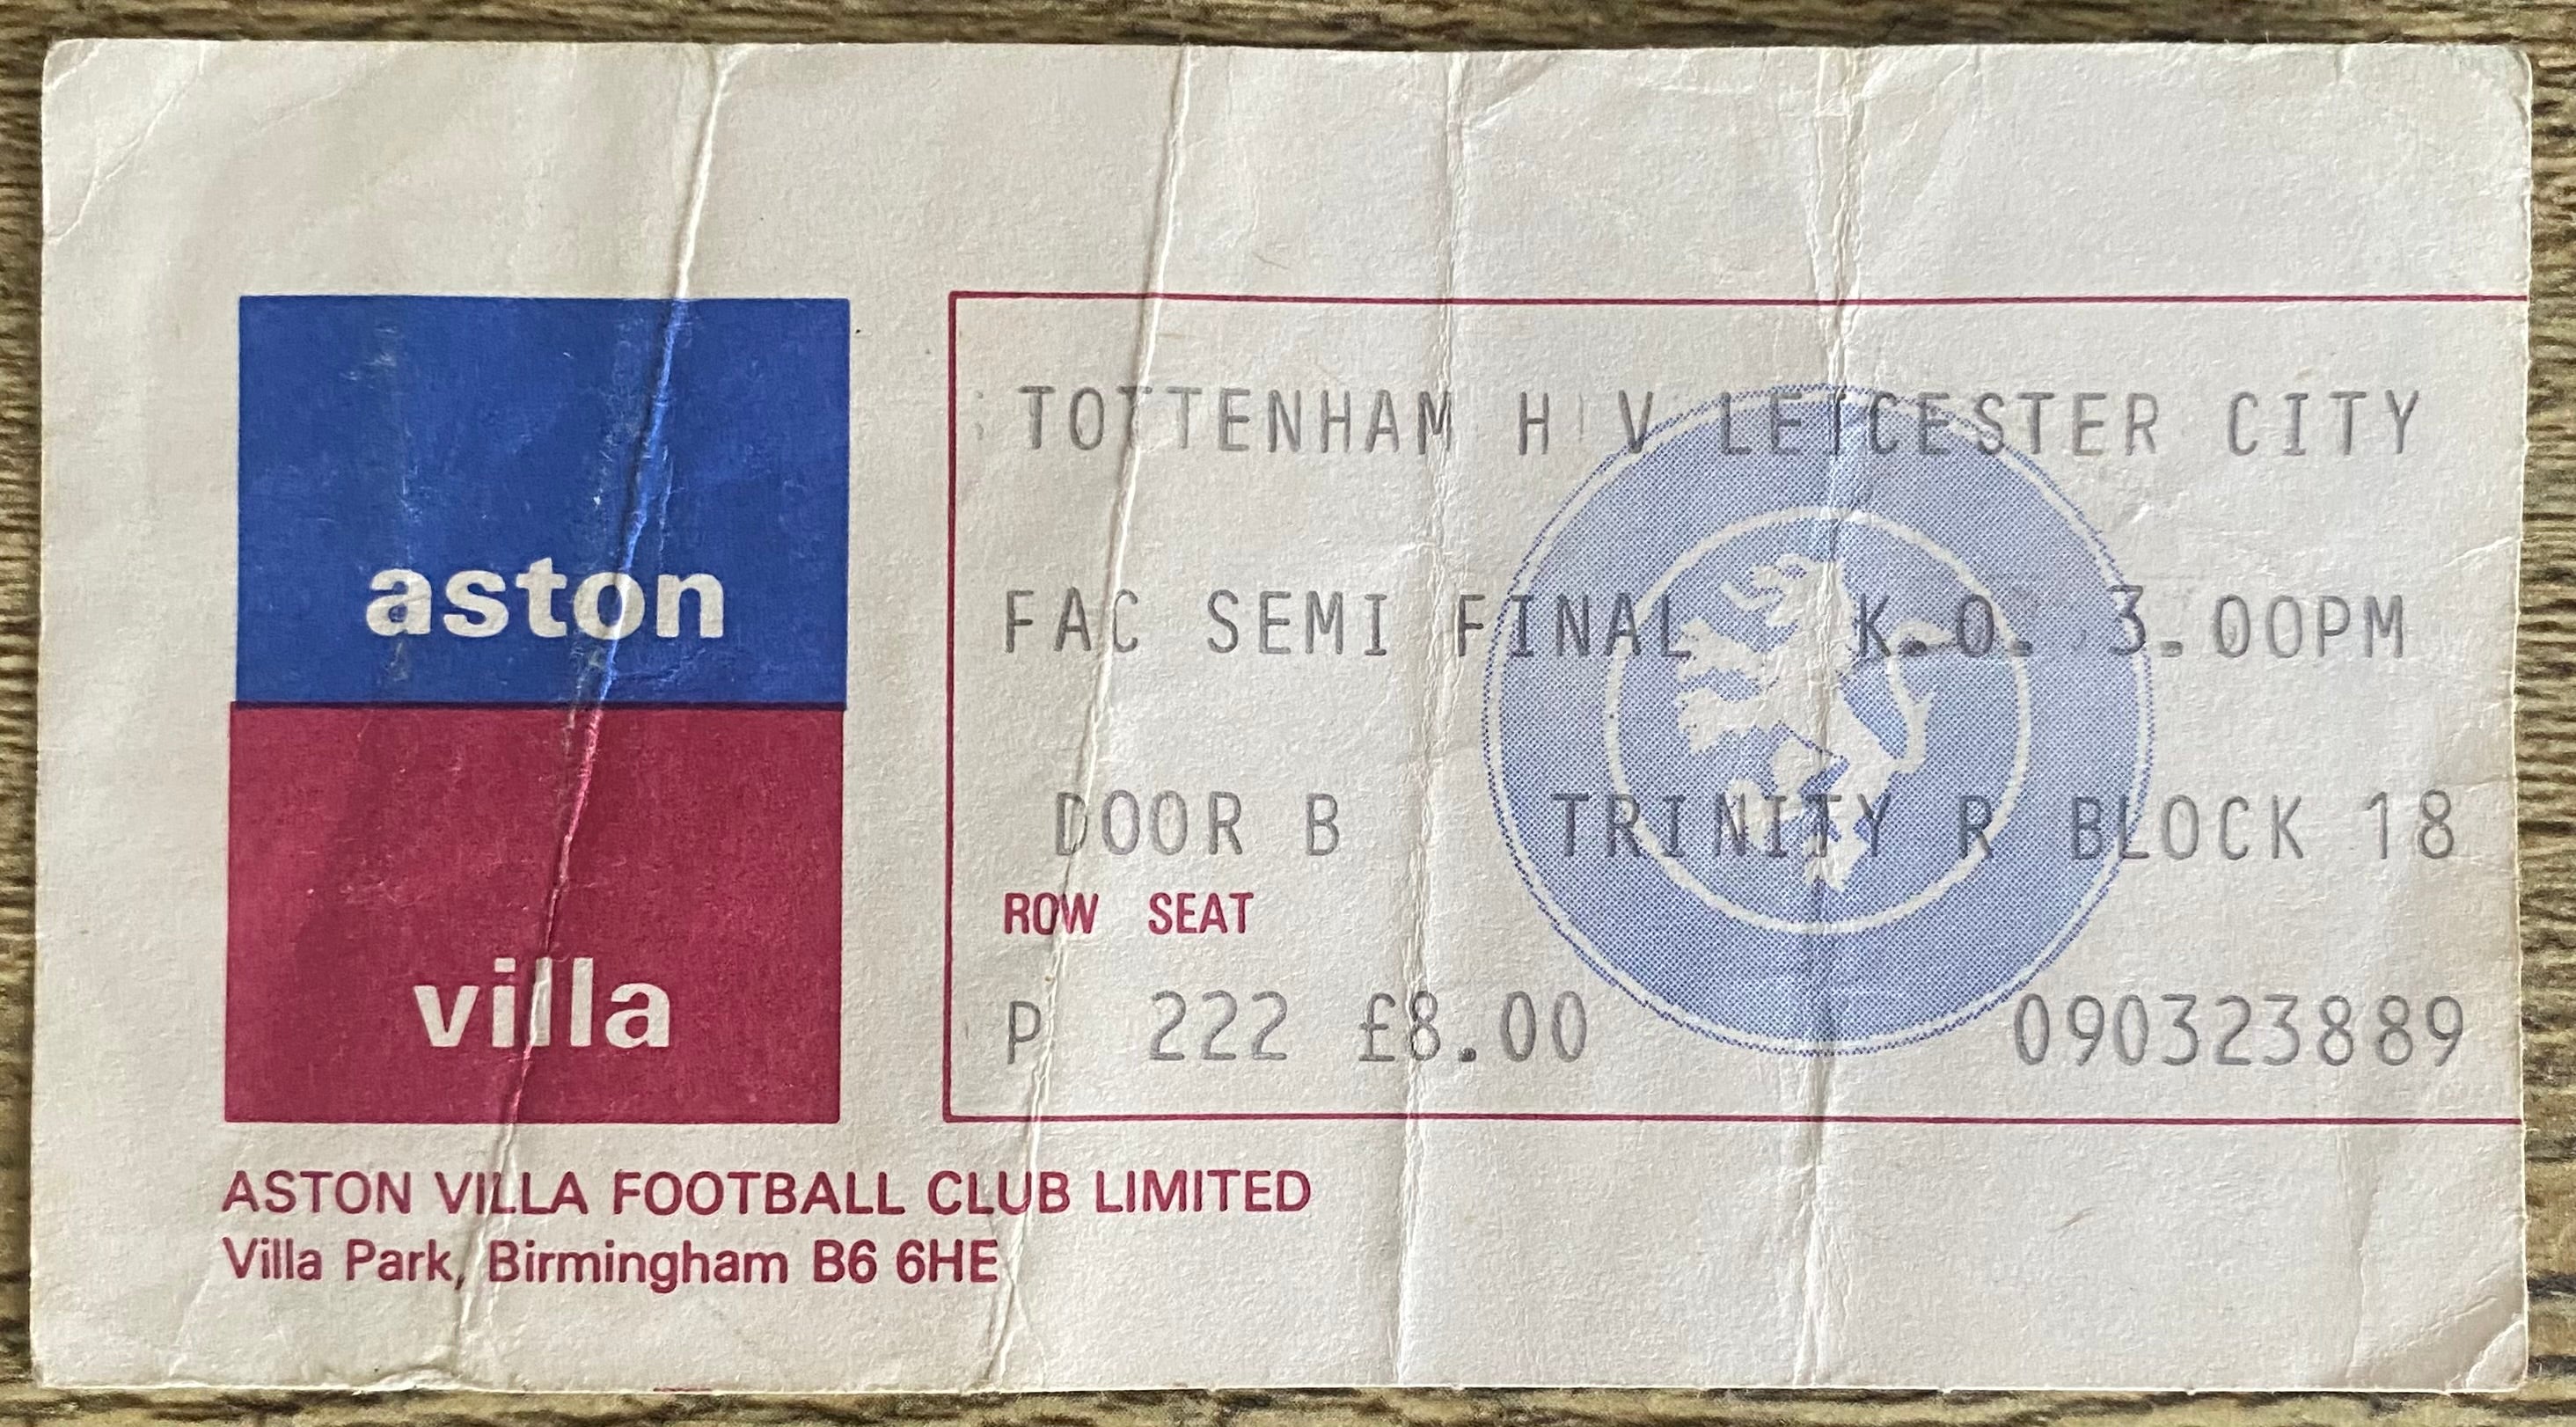 aston
villa
TOTTENHAM H V LEICESTER CITY
FAC SEMI FINAL K.O. 3.00PM
DOOR B TRINITY R BLOCK 18
ROW SEAT
P 222 £8.00 090323889
ASTON VILLA FOOTBALL CLUB LIMITED
Villa Park, Birmingham B6 6HE